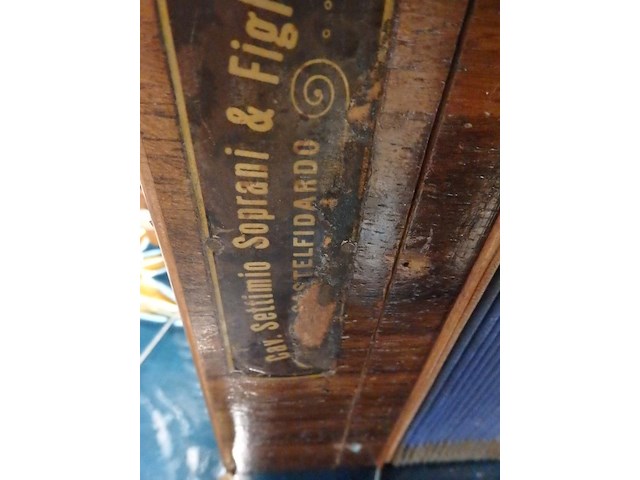 Cav. Settimio Soprani & Figl
CASTELFIDARDO